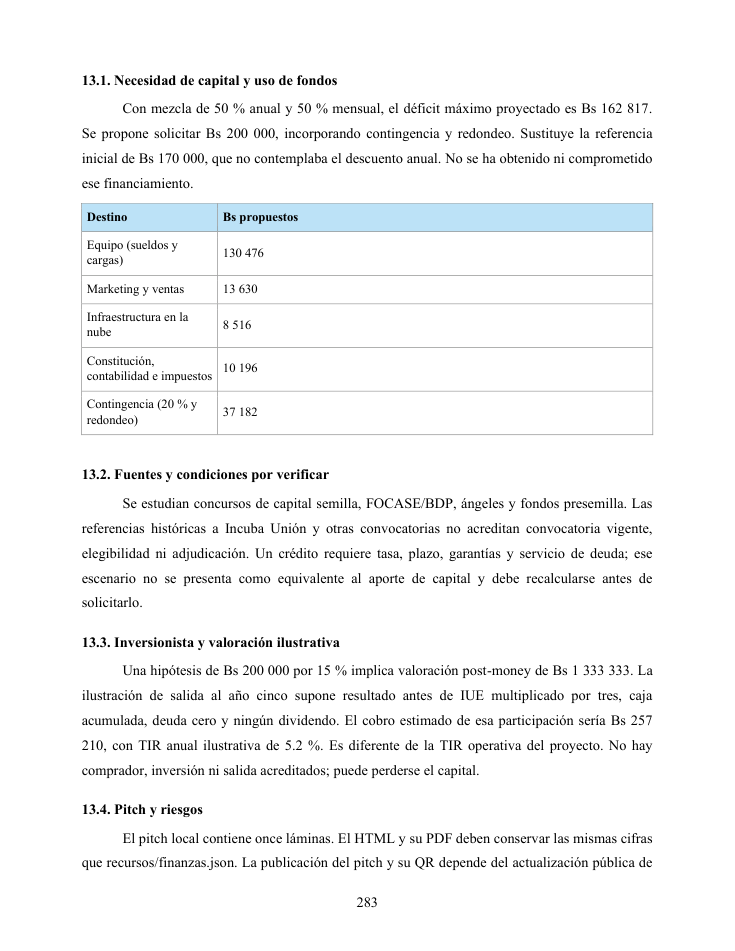 13.1. Necesidad de capital y uso de fondos
Con mezcla de 50 % anual y 50 % mensual, el déficit máximo proyectado es Bs 162 817.
Se propone solicitar Bs 200 000, incorporando contingencia y redondeo. Sustituye la referencia
inicial de Bs 170 000, que no contemplaba el descuento anual. No se ha obtenido ni comprometido
ese financiamiento.
Destino Bs propuestos
Equipo (sueldos y
cargas) 130 476
Marketing y ventas 13 630
Infraestructura en la
nube 8 516
Constitución,
contabilidad e impuestos 10 196
Contingencia (20 % y
redondeo) 37 182
13.2. Fuentes y condiciones por verificar
Se estudian concursos de capital semilla, FOCASE/BDP, ángeles y fondos presemilla. Las
referencias históricas a Incuba Unión y otras convocatorias no acreditan convocatoria vigente,
elegibilidad ni adjudicación. Un crédito requiere tasa, plazo, garantías y servicio de deuda; ese
escenario no se presenta como equivalente al aporte de capital y debe recalcularse antes de
solicitarlo.
13.3. Inversionista y valoración ilustrativa
Una hipótesis de Bs 200 000 por 15 % implica valoración post-money de Bs 1 333 333. La
ilustración de salida al año cinco supone resultado antes de IUE multiplicado por tres, caja
acumulada, deuda cero y ningún dividendo. El cobro estimado de esa participación sería Bs 257
210, con TIR anual ilustrativa de 5.2 %. Es diferente de la TIR operativa del proyecto. No hay
comprador, inversión ni salida acreditados; puede perderse el capital.
13.4. Pitch y riesgos
El pitch local contiene once láminas. El HTML y su PDF deben conservar las mismas cifras
que recursos/finanzas.json. La publicación del pitch y su QR depende del actualización pública de
283